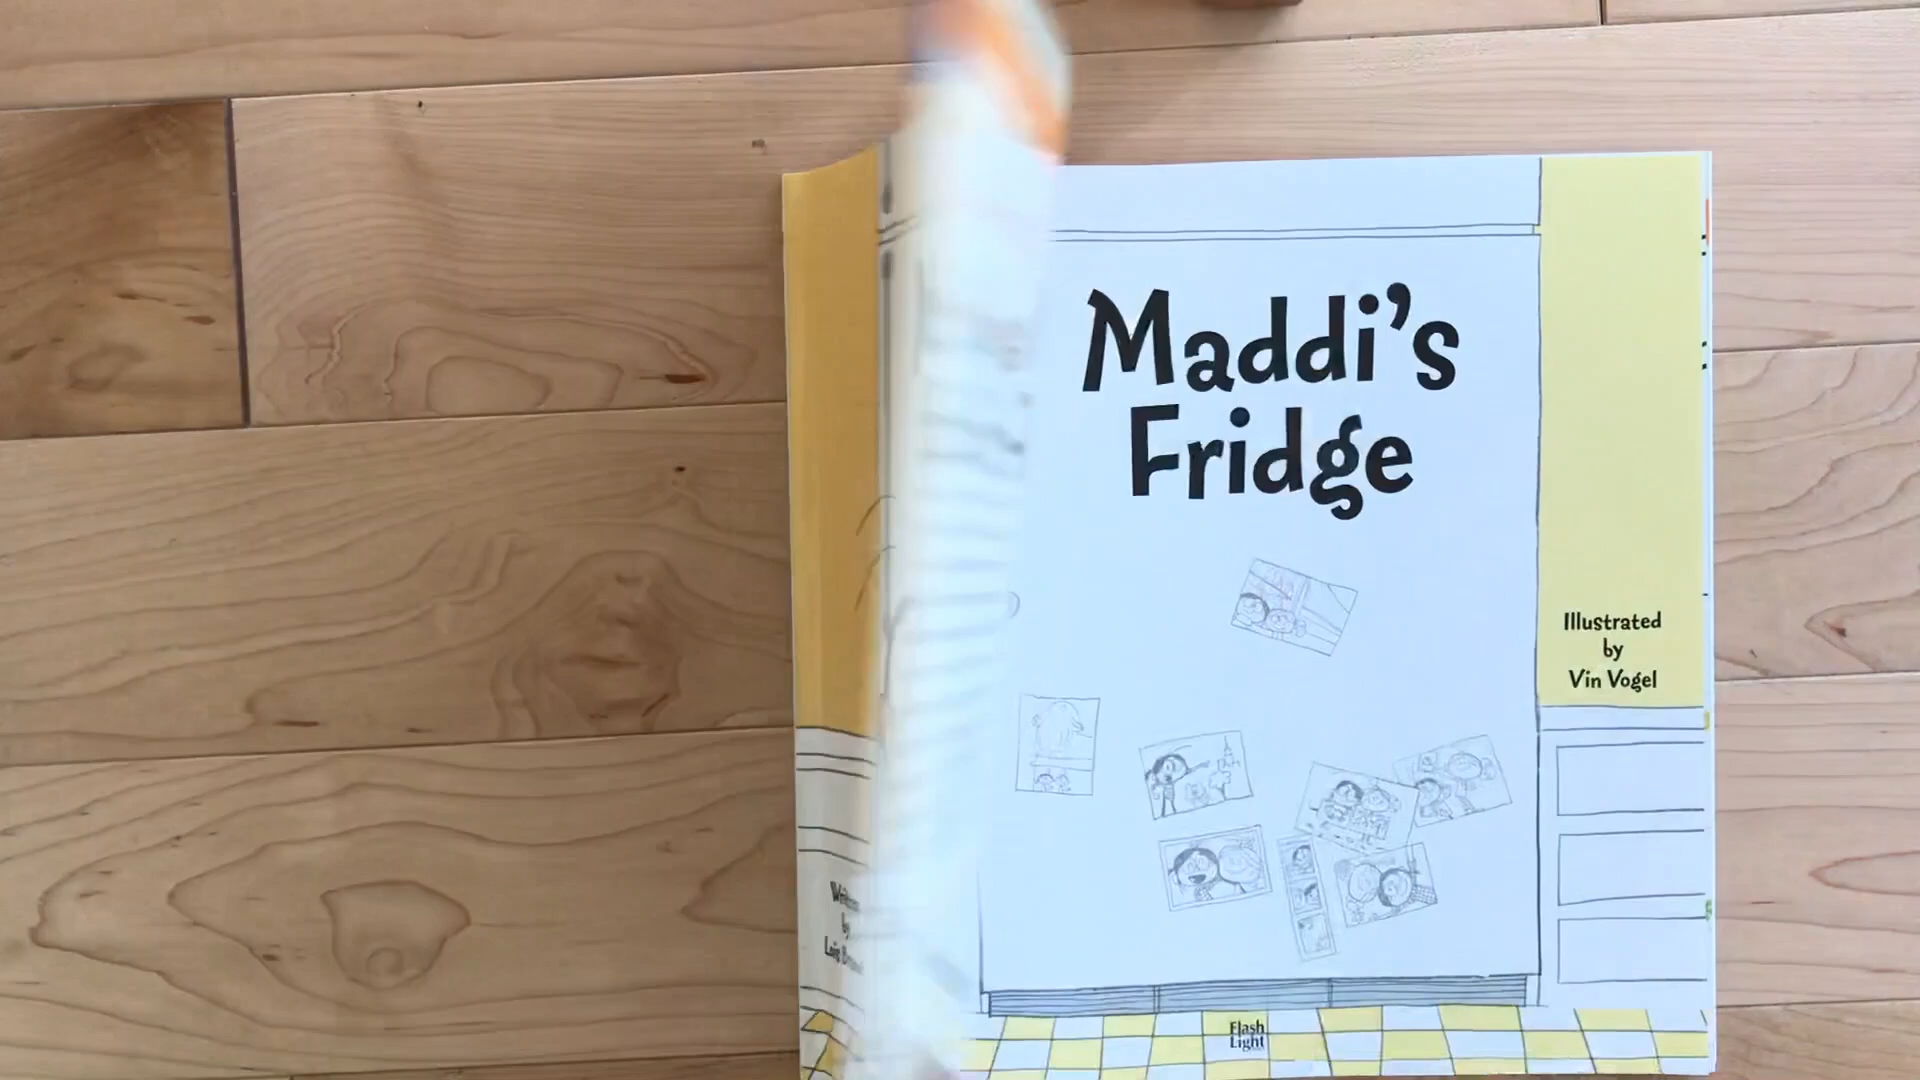 Maddi's
Fridge
Illustrated
by
Vin Vogel
by
Flash
Light